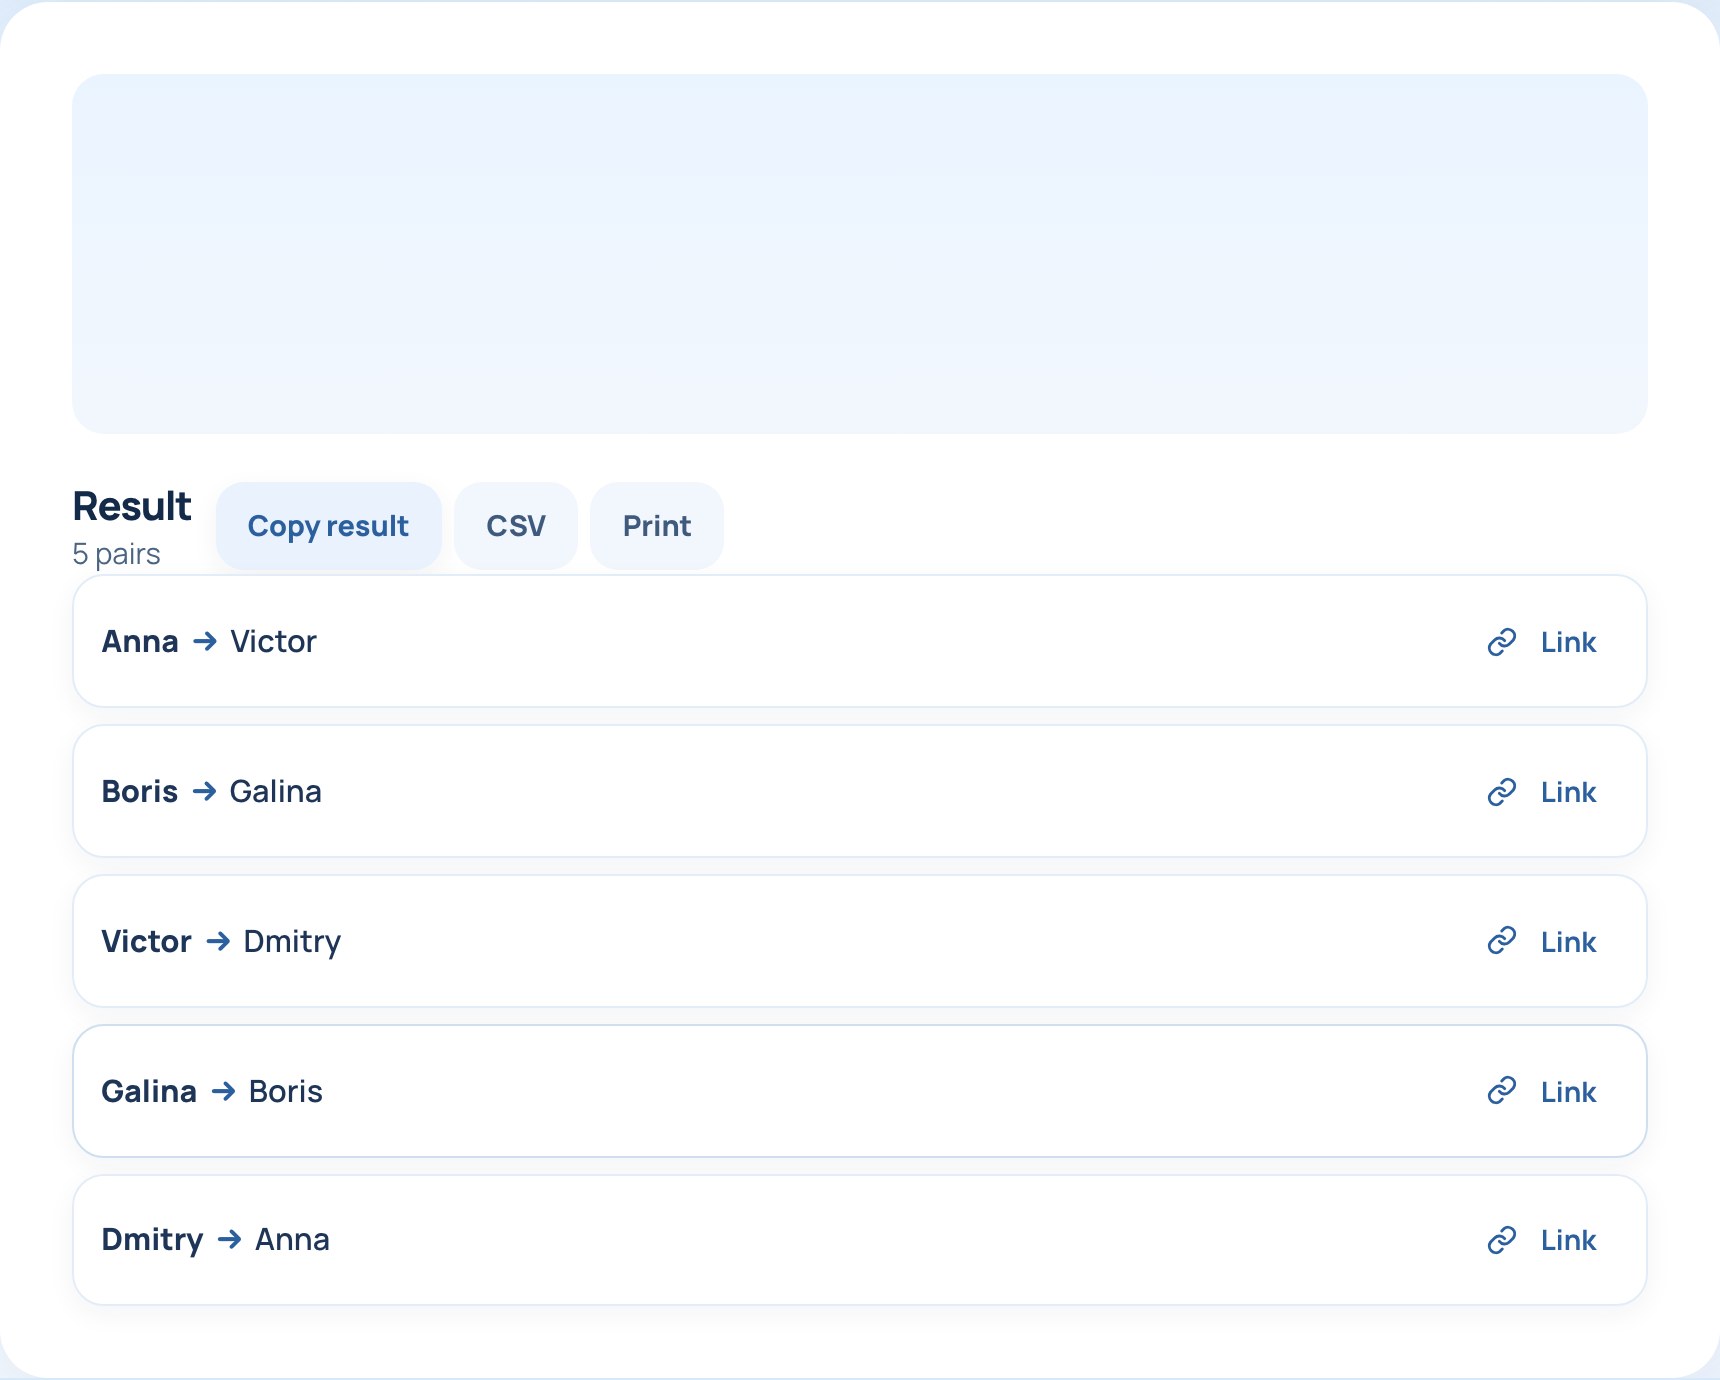 Result
5 pairs
Copy result
CSV
Print
Anna → Victor
Link
Boris → Galina
Link
Victor → Dmitry
Link
Galina → Boris
Link
Dmitry → Anna
Link